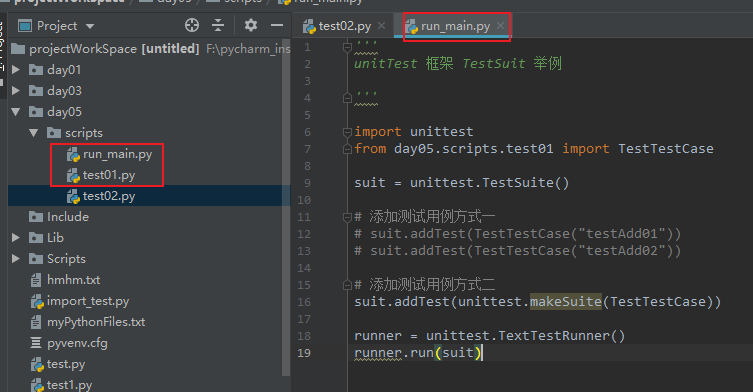 projectWorkSpace
day05
scripts
run_main.py
Project
test02.py
run_main.py
projectWorkSpace [untitled] F:\pycharm_ins
day01
day03
day05
scripts
run_main.py
test01.py
test02.py
Include
Lib
Scripts
hmhm.txt
import_test.py
myPythonFiles.txt
pyvenv.cfg
test.py
test1.py
1 '''
2 unitTest 框架 TestSuit 举例
3
4 '''
5
6 import unittest
7 from day05.scripts.test01 import TestTestCase
8
9 suit = unittest.TestSuite()
10
11 # 添加测试用例方式一
12 # suit.addTest(TestTestCase("testAdd01"))
13 # suit.addTest(TestTestCase("testAdd02"))
14
15 # 添加测试用例方式二
16 suit.addTest(unittest.makeSuite(TestTestCase))
17
18 runner = unittest.TextTestRunner()
19 runner.run(suit)